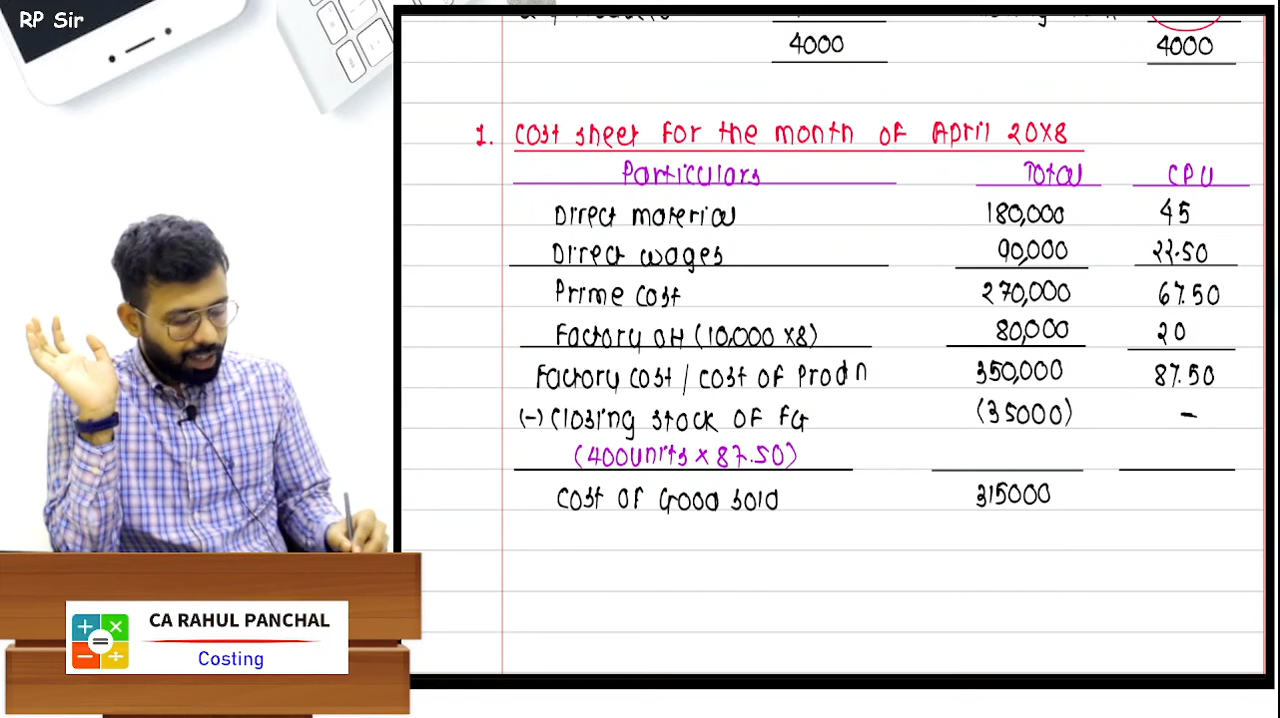 RP Sir
4000 4000
1. Cost sheet for the month of April 20X8
Particulars Total CPU
Direct material 180,000 45
Direct wages 90,000 22.50
Prime Cost 270,000 67.50
Factory OH (10,000 x8) 80,000 20
Factory Cost / Cost of Prodn 350,000 87.50
(-) Closing stock of FG (35000) -
(400 units x 87.50)
Cost of Good Sold 315000
CA RAHUL PANCHAL
Costing